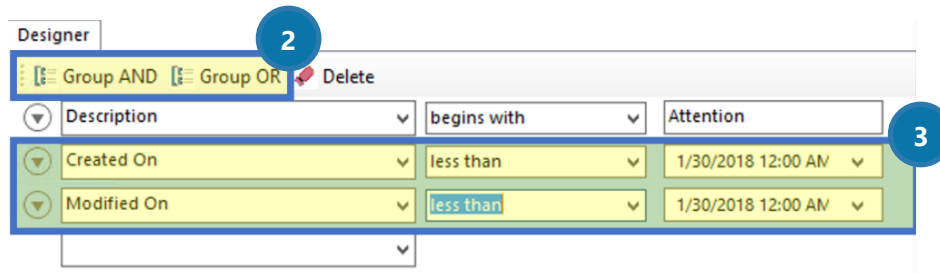 Designer
2
Group AND Group OR Delete
Description begins with Attention
3
Created On less than 1/30/2018 12:00 AM
Modified On less than 1/30/2018 12:00 AM